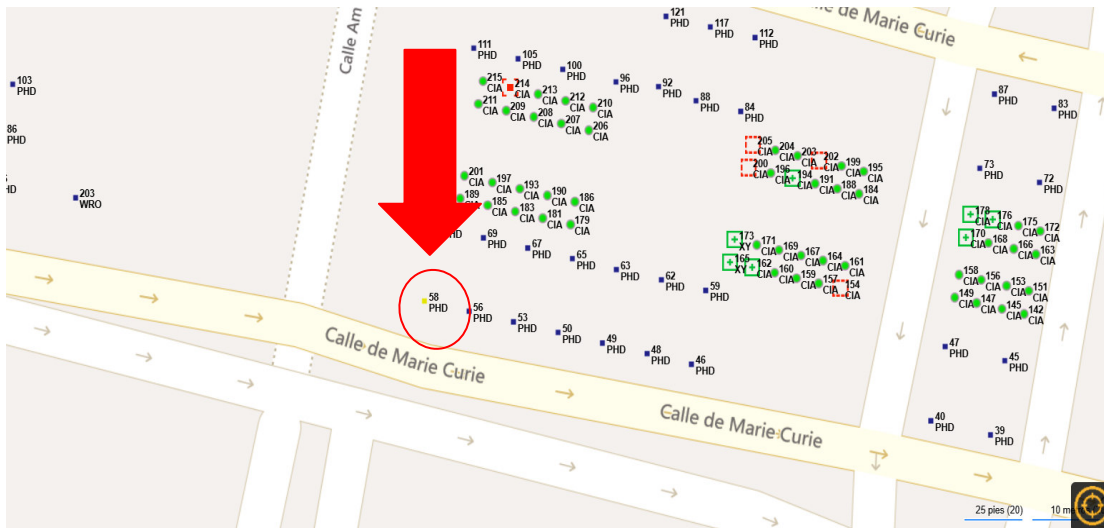 Calle Am
lle de Marie Curie
121
PHD
117
PHD
112
PHD
111
PHD
105
PHD
100
PHD
96
PHD
92
PHD
88
PHD
84
PHD
103
PHD
87
PHD
83
PHD
215
CIA
214
CIA
213
CIA
212
CIA
210
CIA
211
CIA
209
CIA
208
CIA
207
CIA
206
CIA
86
PHD
HD
203
WRO
205
CIA
204
CIA
203
CIA
202
CIA
199
CIA
195
CIA
200
CIA
196
CIA
194
CIA
191
CIA
188
CIA
184
CIA
73
PHD
72
PHD
201
CIA
197
CIA
193
CIA
190
CIA
186
CIA
189
CIA
185
CIA
183
CIA
181
CIA
179
CIA
178
CIA
176
CIA
175
CIA
172
CIA
170
CIA
168
CIA
166
CIA
163
CIA
PHD
69
PHD
67
PHD
65
PHD
63
PHD
62
PHD
59
PHD
173
XY
171
CIA
169
CIA
167
CIA
164
CIA
161
CIA
165
XY
162
CIA
160
CIA
159
CIA
157
CIA
154
CIA
158
CIA
156
CIA
153
CIA
151
CIA
149
CIA
147
CIA
145
CIA
142
CIA
58
PHD
56
PHD
53
PHD
50
PHD
49
PHD
48
PHD
46
PHD
47
PHD
45
PHD
Calle de Marie Curie
Calle de Marie Curie
40
PHD
39
PHD
25 pies (20)
10 me